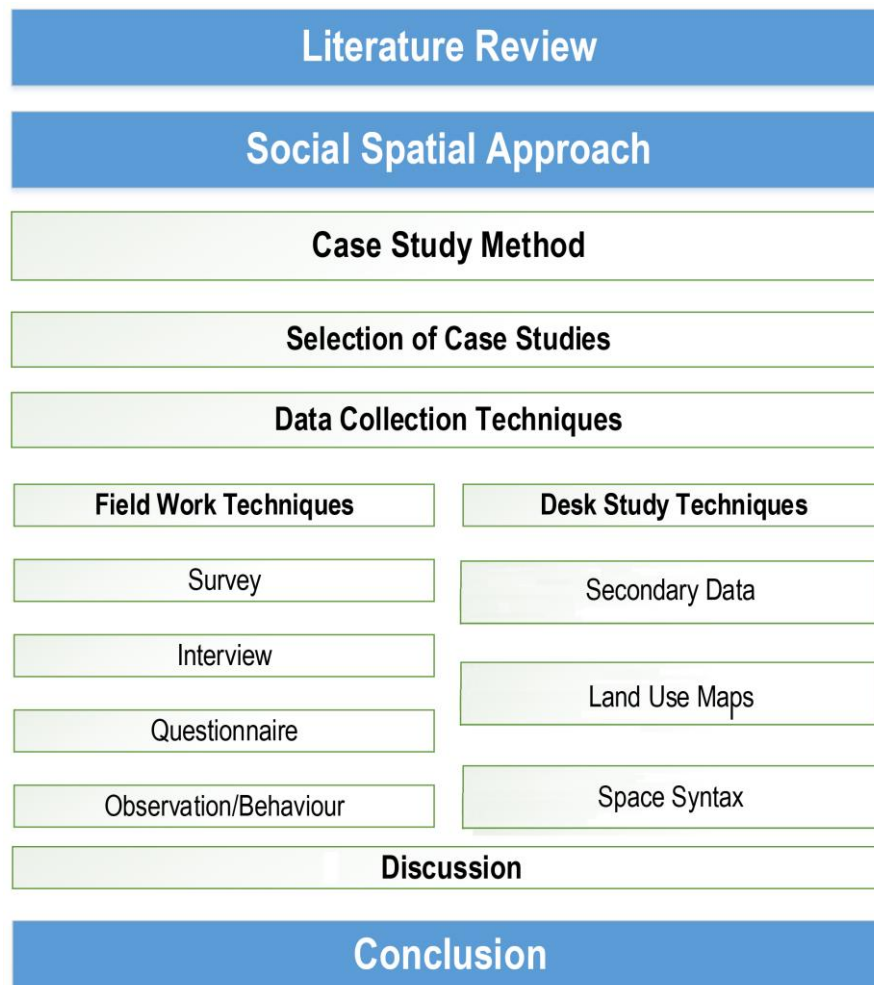 Literature Review
Social Spatial Approach
Case Study Method
Selection of Case Studies
Data Collection Techniques
Field Work Techniques
Survey
Interview
Questionnaire
Observation/Behaviour
Desk Study Techniques
Secondary Data
Land Use Maps
Space Syntax
Discussion
Conclusion